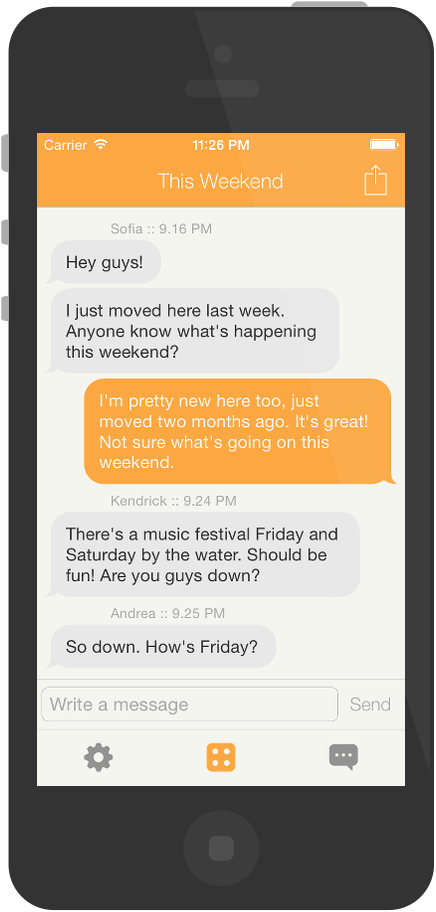 Carrier 11:26 PM
This Weekend
Sofia :: 9.16 PM
Hey guys!
I just moved here last week.
Anyone know what's happening
this weekend?
I'm pretty new here too, just
moved two months ago. It's great!
Not sure what's going on this
weekend.
Kendrick :: 9.24 PM
There's a music festival Friday and
Saturday by the water. Should be
fun! Are you guys down?
Andrea :: 9.25 PM
So down. How's Friday?
Write a message Send